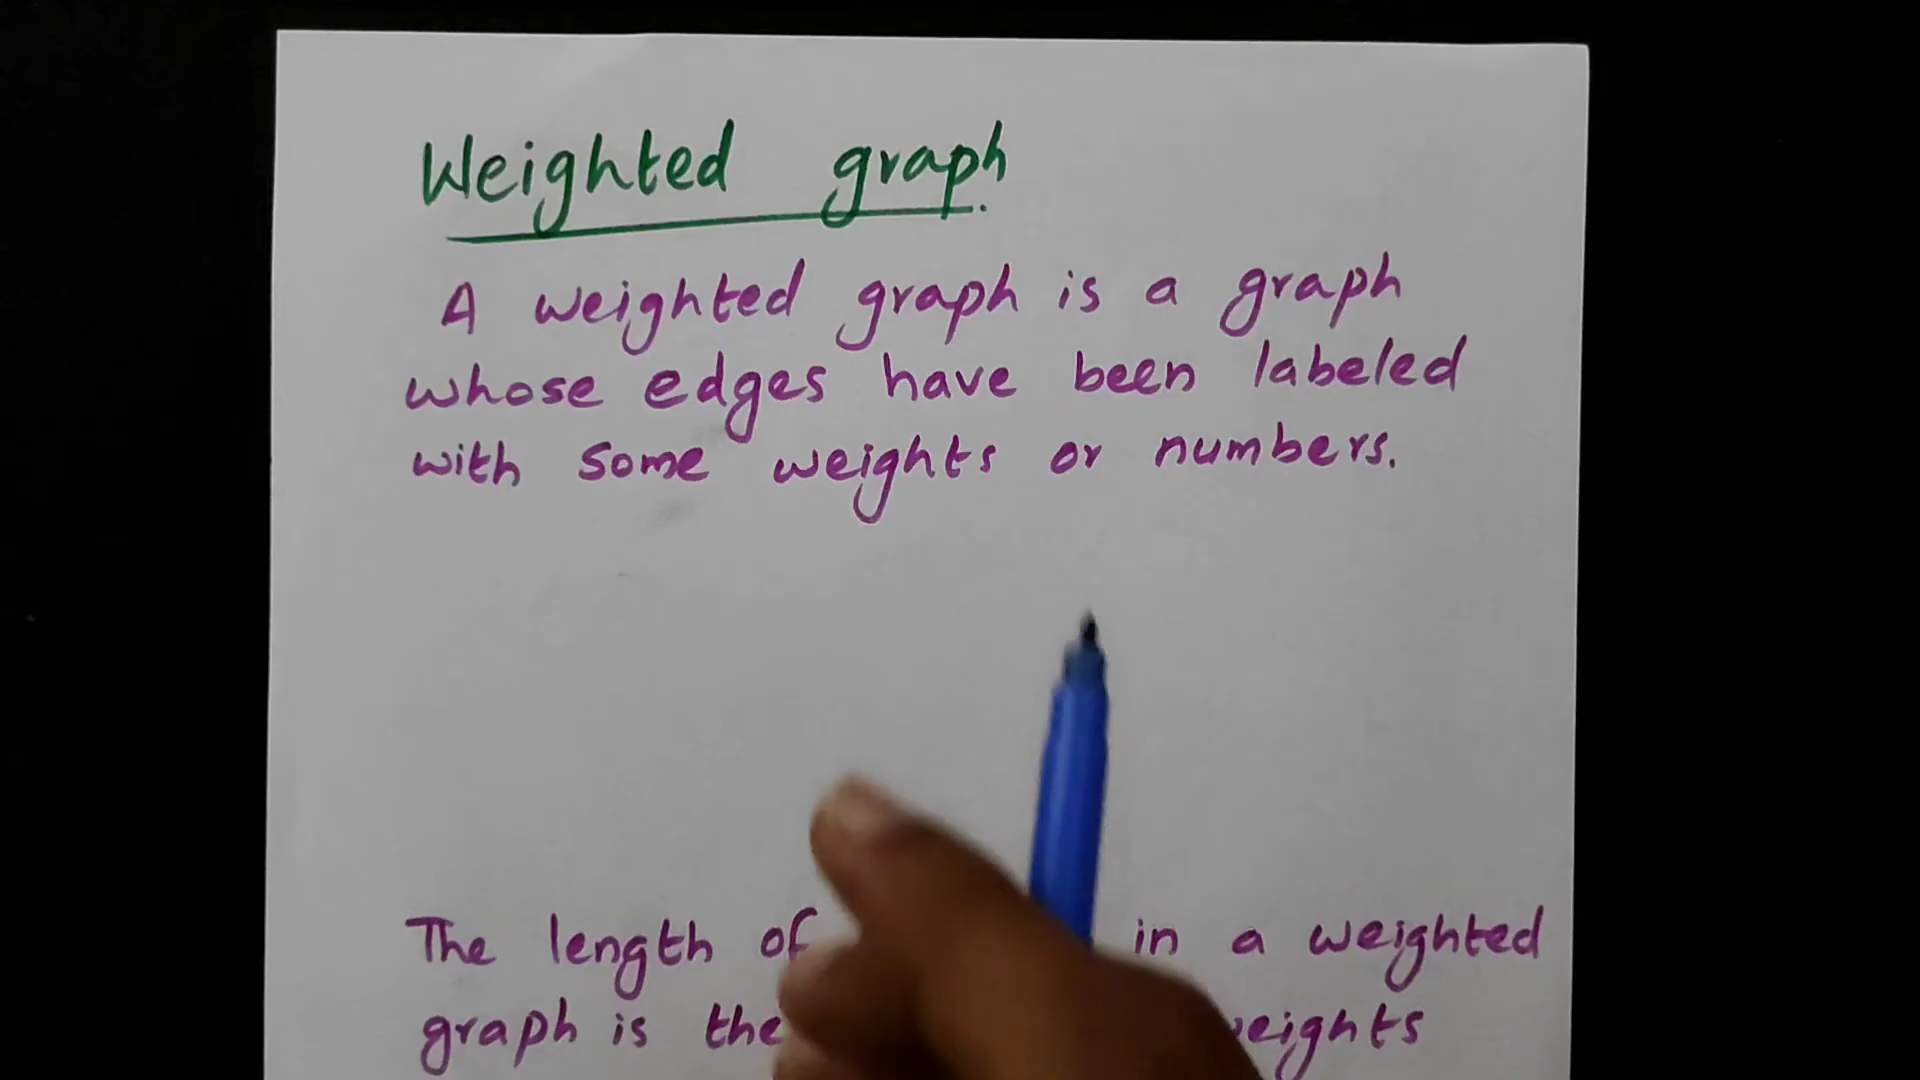 Weighted graph.
A weighted graph is a graph
whose edges have been labeled
with some weights or numbers.
The length of in a weighted
graph is the weights